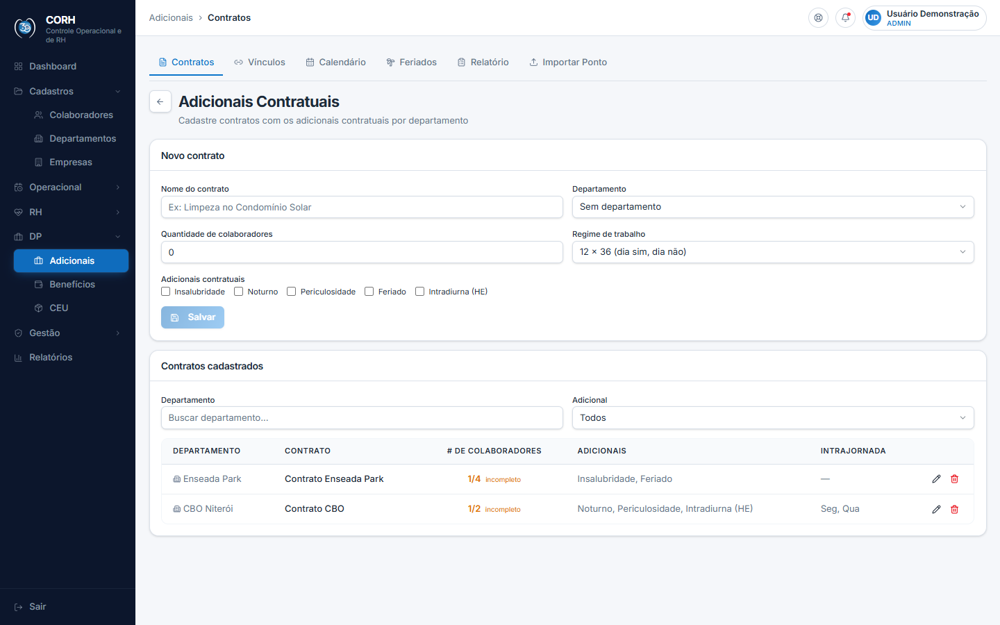 CORH
Controle Operacional e
de RH
Dashboard
Cadastros
Colaboradores
Departamentos
Empresas
Operacional
RH
DP
Adicionais
Benefícios
CEU
Gestão
Relatórios
Sair
Adicionais › Contratos
UD
Usuário Demonstração
ADMIN
Contratos
Vínculos
Calendário
Feriados
Relatório
Importar Ponto
Adicionais Contratuais
Cadastre contratos com os adicionais contratuais por departamento
Novo contrato
Nome do contrato
Ex: Limpeza no Condomínio Solar
Departamento
Sem departamento
Quantidade de colaboradores
0
Regime de trabalho
12 × 36 (dia sim, dia não)
Adicionais contratuais
Insalubridade Noturno Periculosidade Feriado Intradiurna (HE)
Salvar
Contratos cadastrados
Departamento
Buscar departamento...
Adicional
Todos
DEPARTAMENTO CONTRATO # DE COLABORADORES ADICIONAIS INTRAJORNADA
Enseada Park Contrato Enseada Park 1/4 incompleto Insalubridade, Feriado —
CBO Niterói Contrato CBO 1/2 incompleto Noturno, Periculosidade, Intradiurna (HE) Seg, Qua